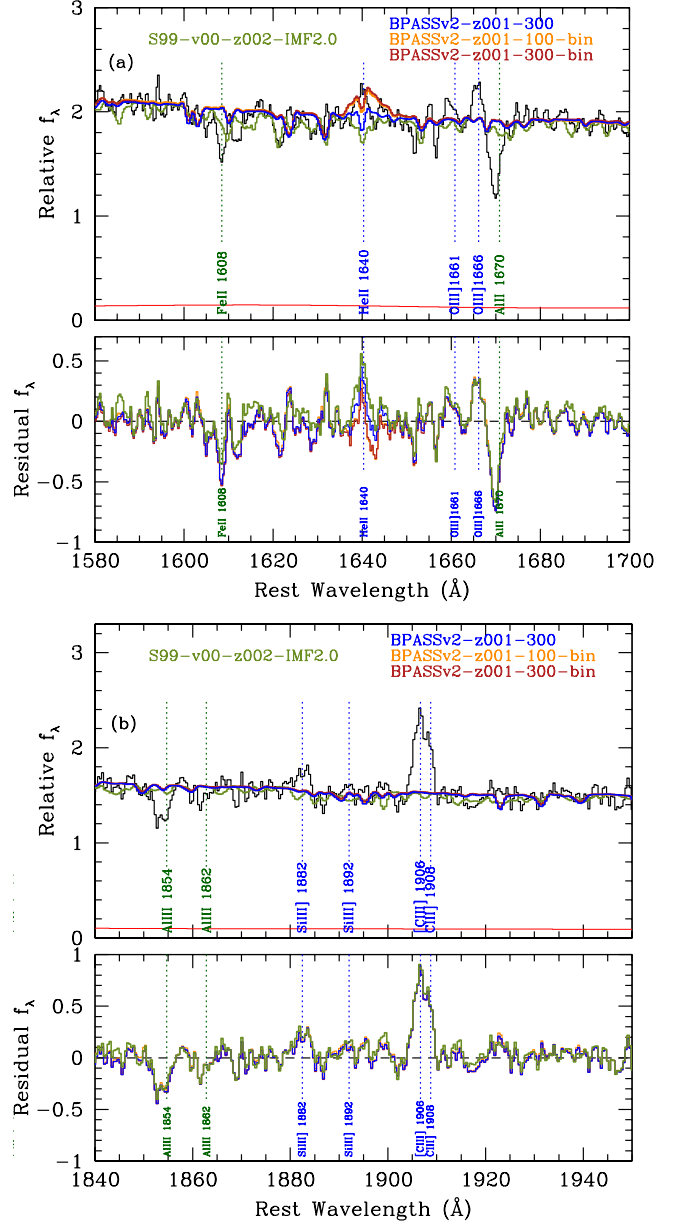 S99-v00-z002-IMF2.0
BPASSv2-z001-300
BPASSv2-z001-100-bin
BPASSv2-z001-300-bin
(a)
3
2
1
0
Relative fλ
FeII 1608
HeII 1640
OIII]1661
OIII]1666
AlII 1670
0.5
0
−0.5
−1
Residual fλ
FeII 1608
HeII 1640
OIII]1661
OIII]1666
AlII 1670
1580 1600 1620 1640 1660 1680 1700
Rest Wavelength (Å)
S99-v00-z002-IMF2.0
BPASSv2-z001-300
BPASSv2-z001-100-bin
BPASSv2-z001-300-bin
(b)
3
2
1
0
Relative fλ
AlIII 1854
AlIII 1862
SiIII] 1882
SiIII] 1892
[CIII] 1906
CIII] 1908
1
0.5
0
−0.5
−1
Residual fλ
AlIII 1854
AlIII 1862
SiIII] 1882
SiIII] 1892
[CIII] 1906
CIII] 1908
1840 1860 1880 1900 1920 1940
Rest Wavelength (Å)